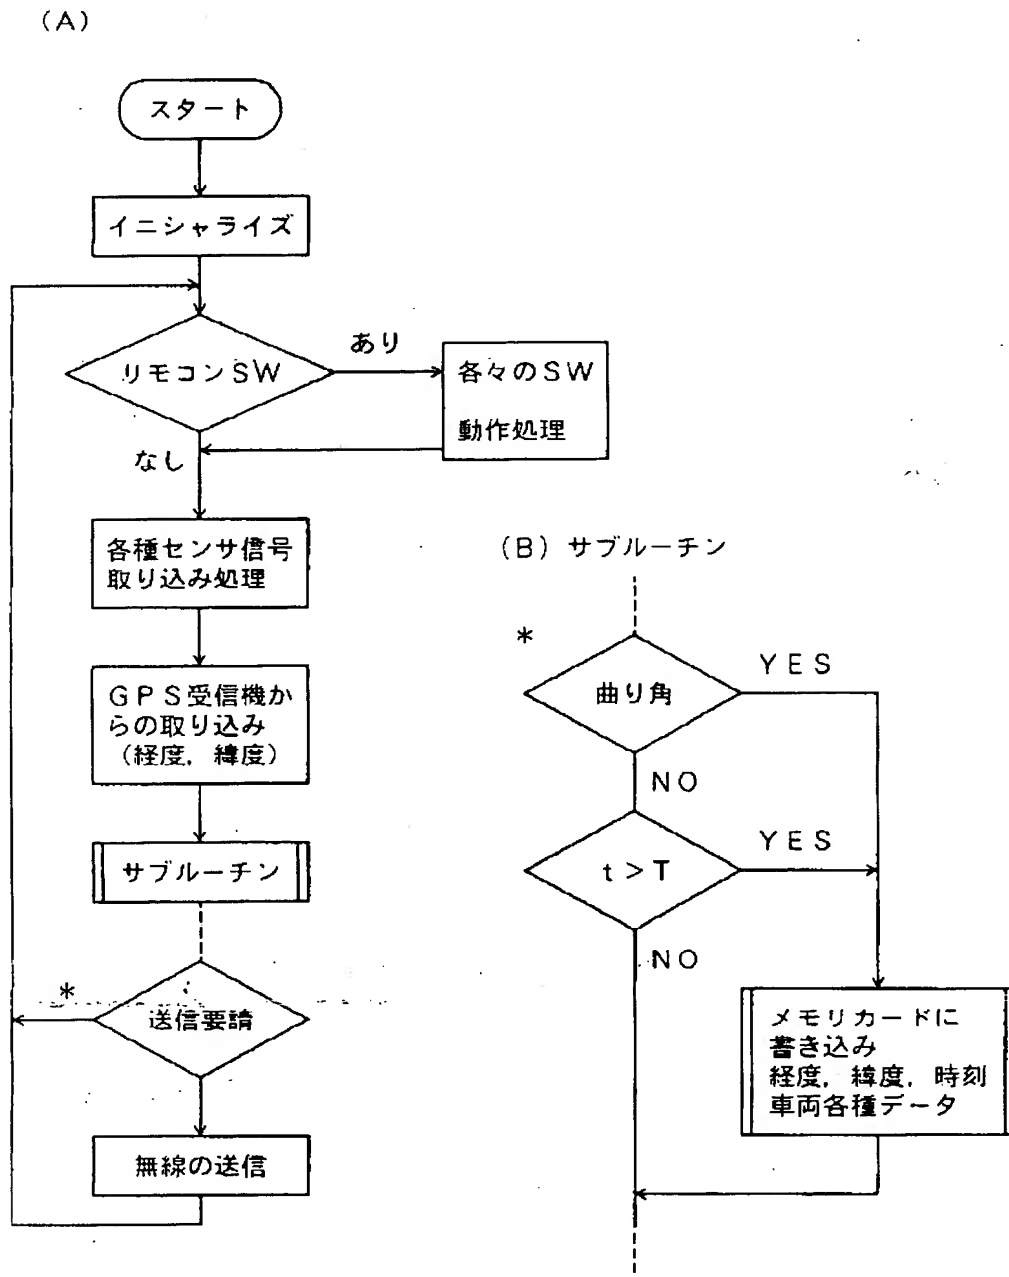 (A)
スタート
イニシャライズ
リモコンSW
あり
各々のSW
動作処理
なし
各種センサ信号
取り込み処理
GPS受信機か
らの取り込み
(経度,緯度)
サブルーチン
*
送信要請
無線の送信
(B)サブルーチン
*
曲り角
YES
NO
t>T
YES
NO
メモリカードに
書き込み
経度,緯度,時刻
車両各種データ